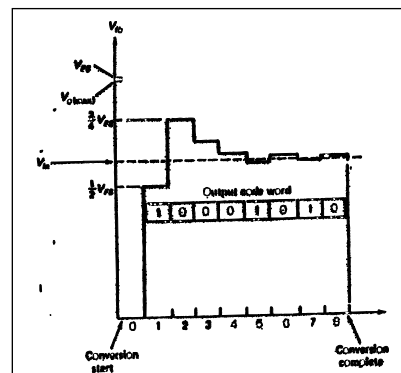 V_fb
V_FS
V_o(max)
3/4 V_FS
V_in
1/2 V_FS
Output code word
1 0 0 0 1 0 1 0
0 1 2 3 4 5 6 7 8
Conversion start
Conversion complete